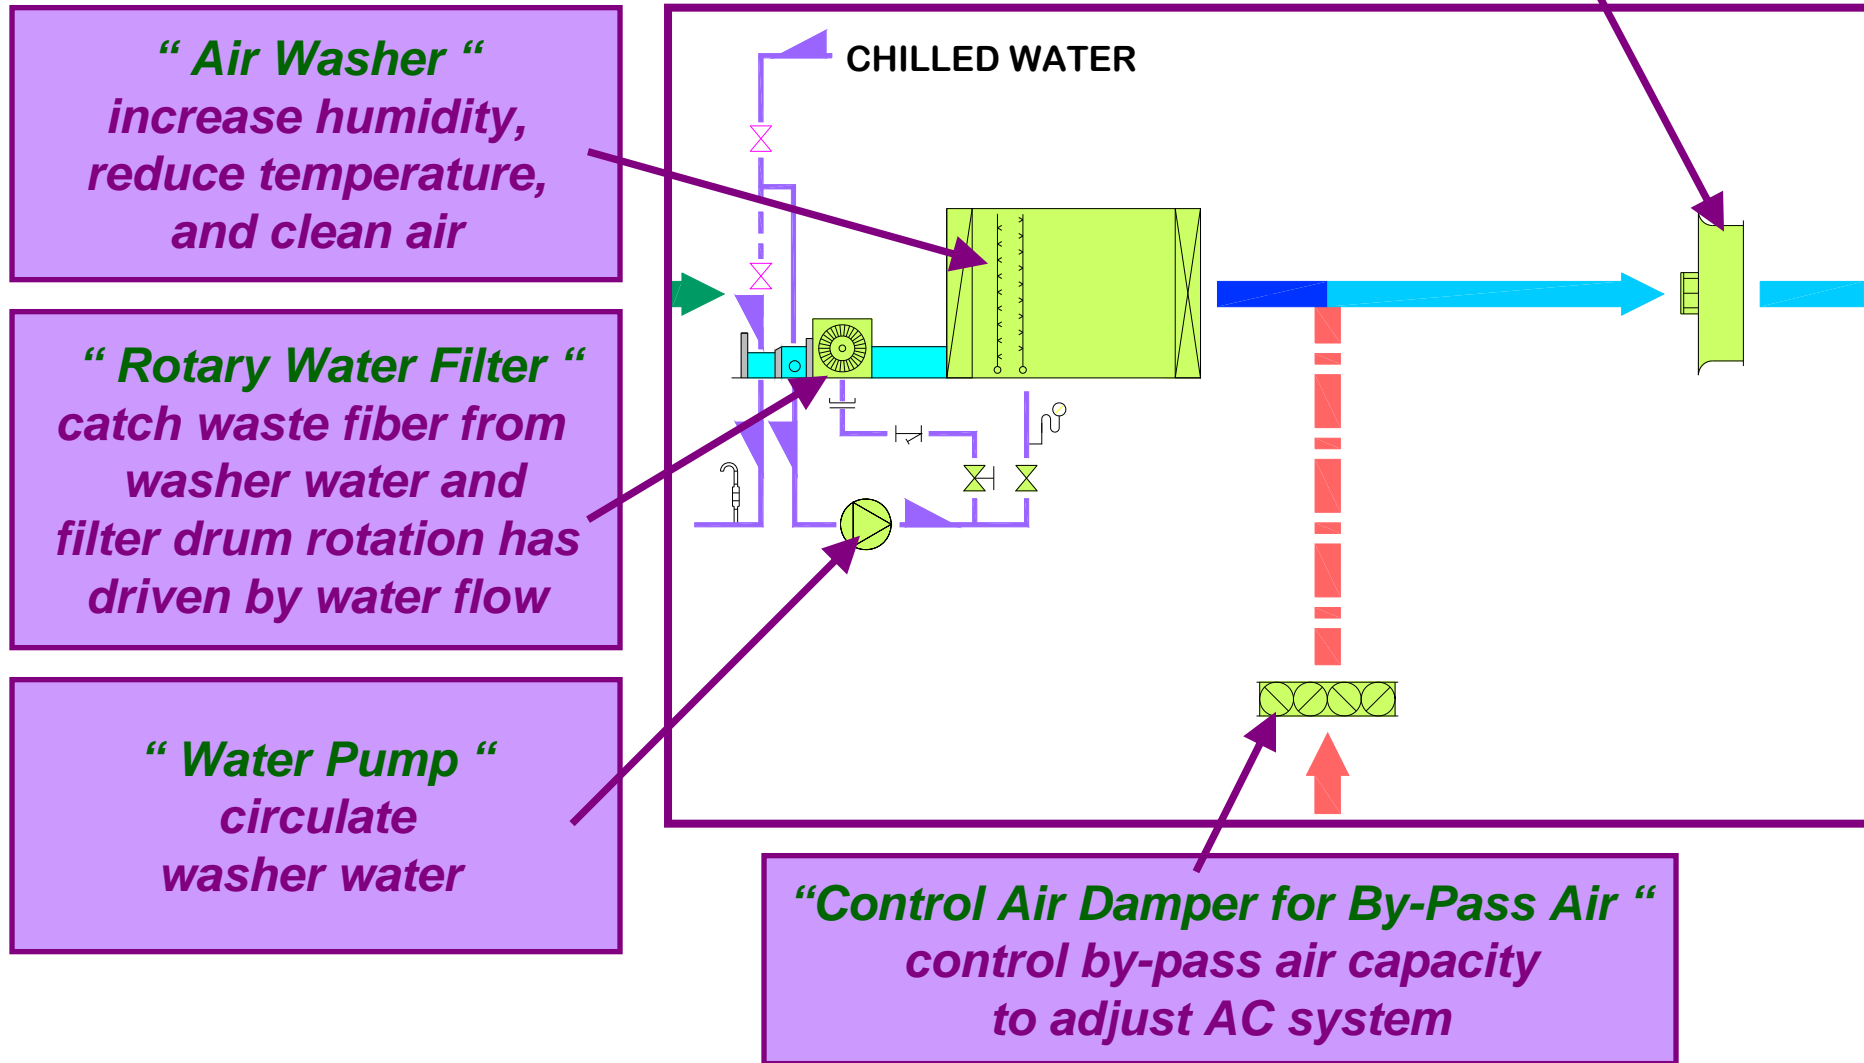 “ Air Washer “
increase humidity,
reduce temperature,
and clean air
CHILLED WATER
“ Rotary Water Filter “
catch waste fiber from
washer water and
filter drum rotation has
driven by water flow
“ Water Pump “
circulate
washer water
“Control Air Damper for By-Pass Air “
control by-pass air capacity
to adjust AC system